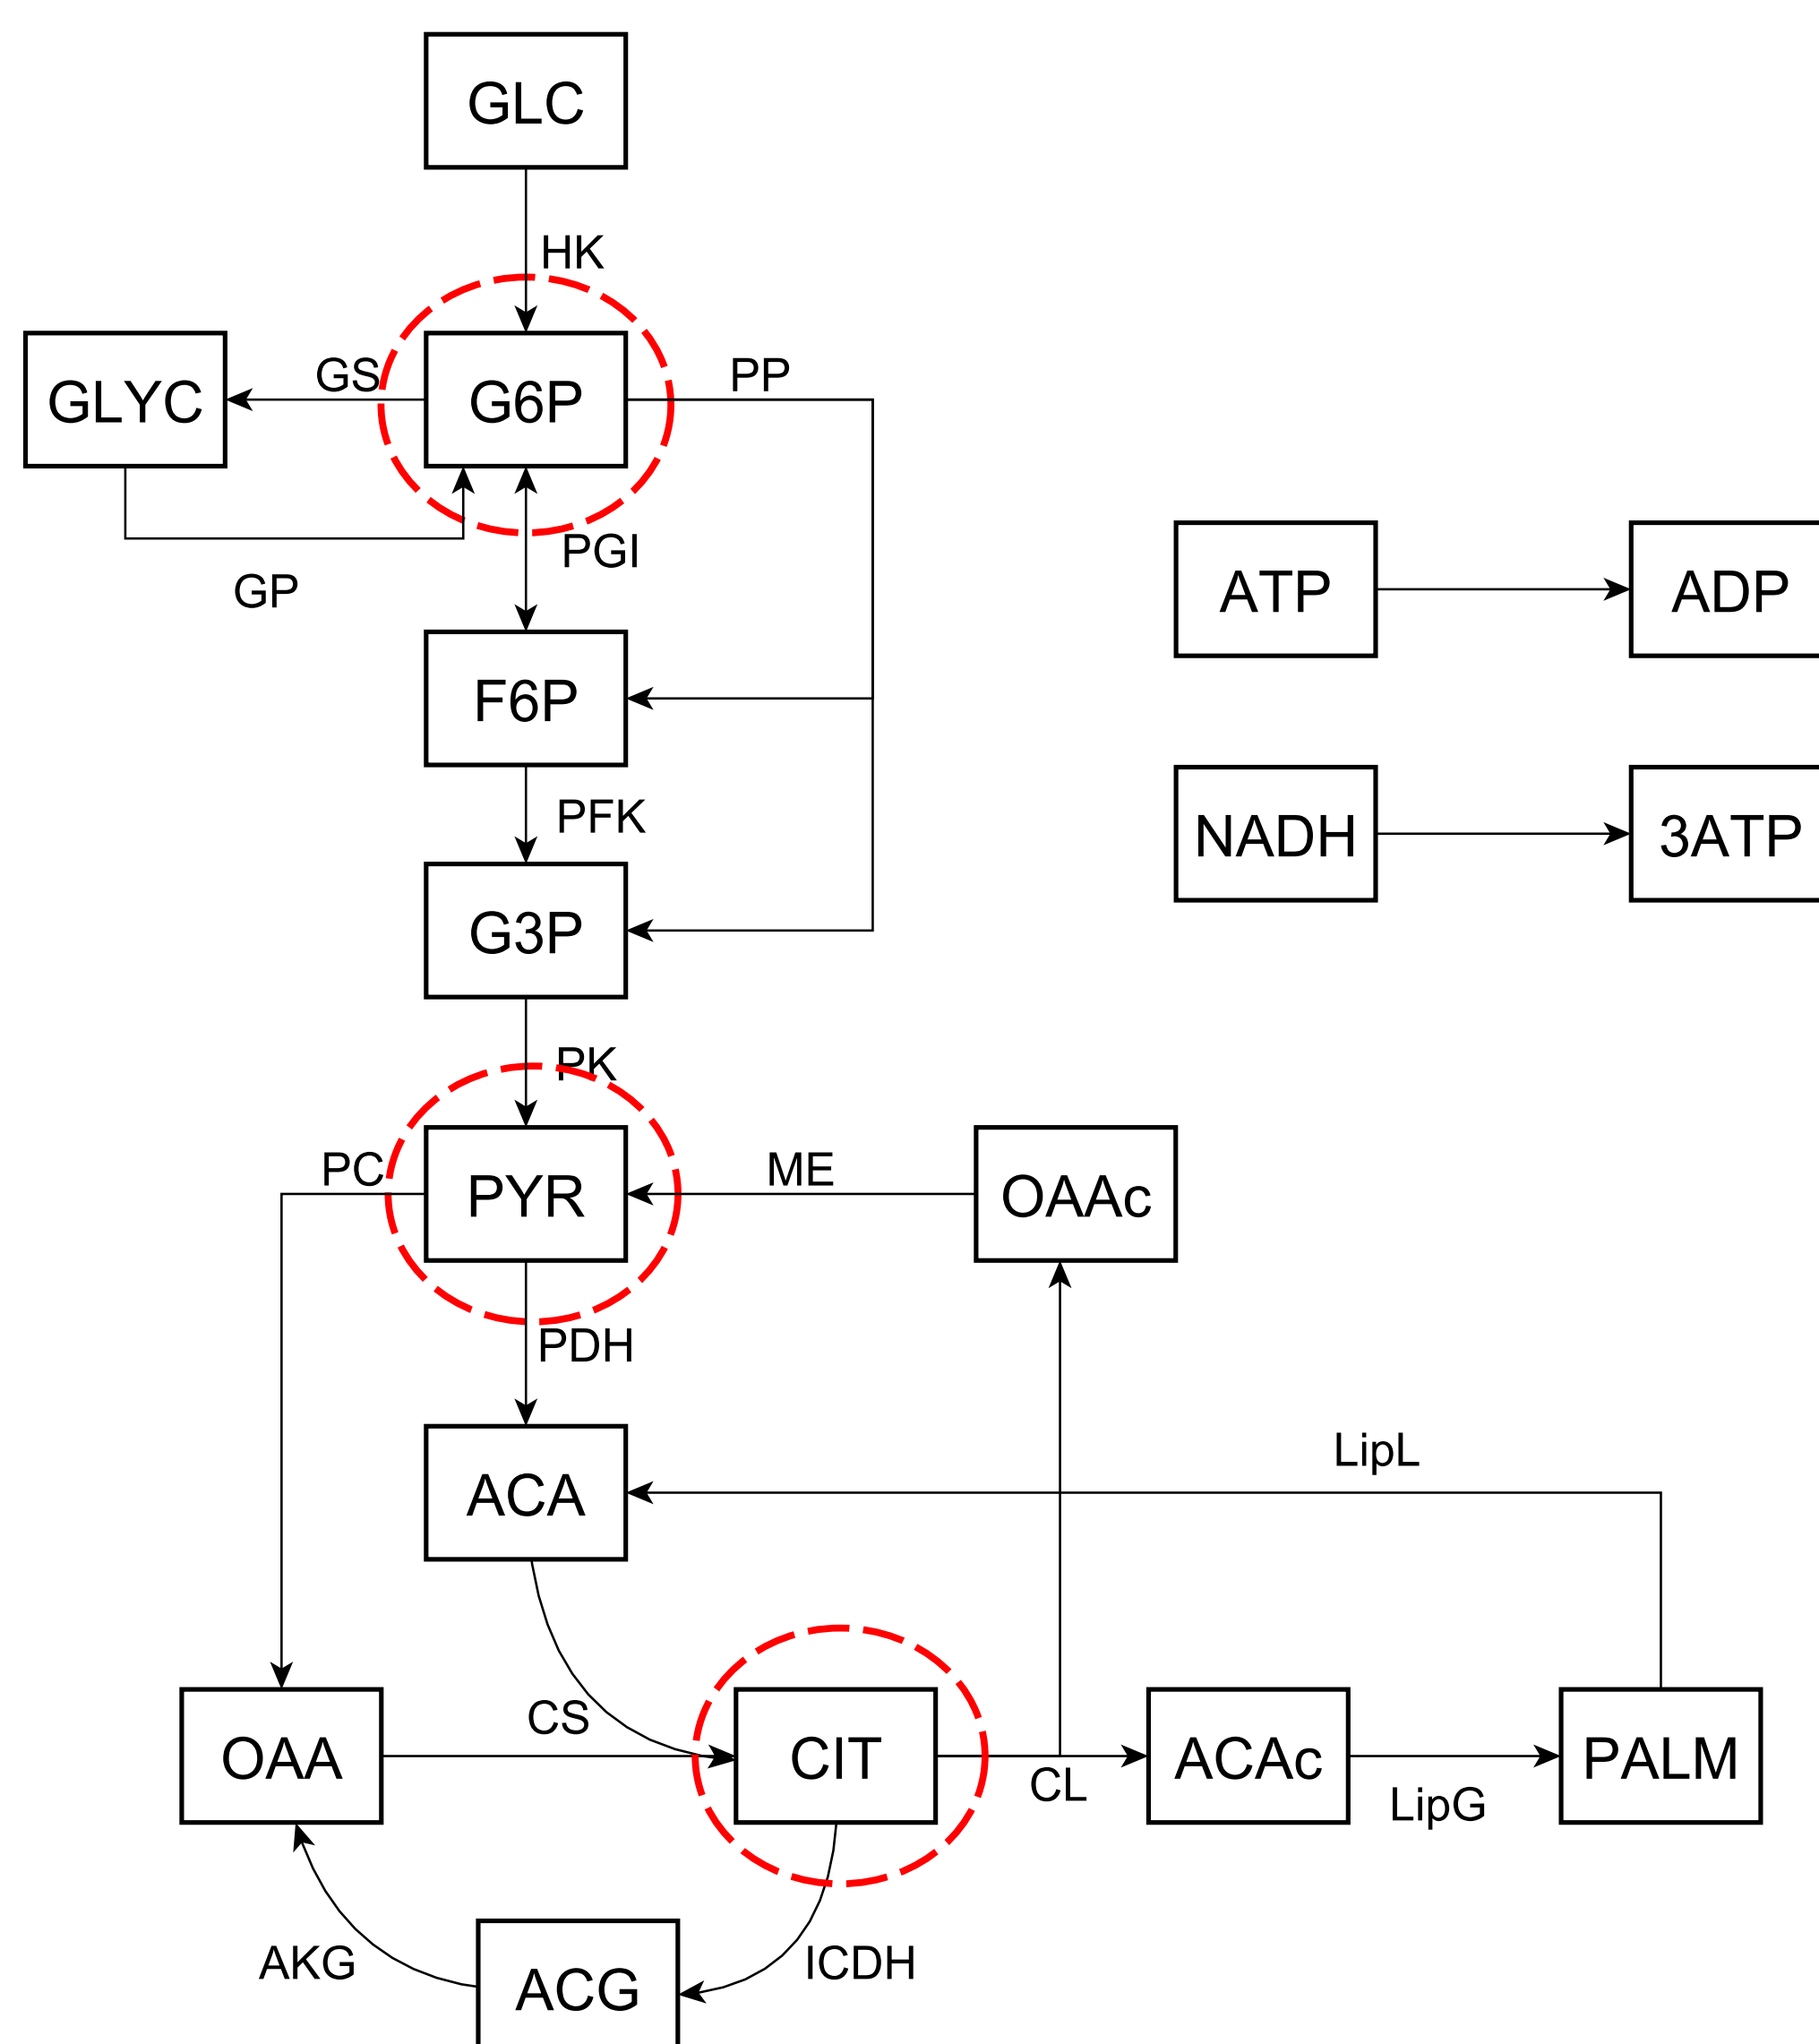 GLC
HK
GLYC
GS
G6P
PP
GP
PGI
ATP
ADP
F6P
PFK
NADH
3ATP
G3P
PK
PC
PYR
ME
OAAc
PDH
LipL
ACA
CS
OAA
CIT
CL
ACAc
LipG
PALM
AKG
ACG
ICDH